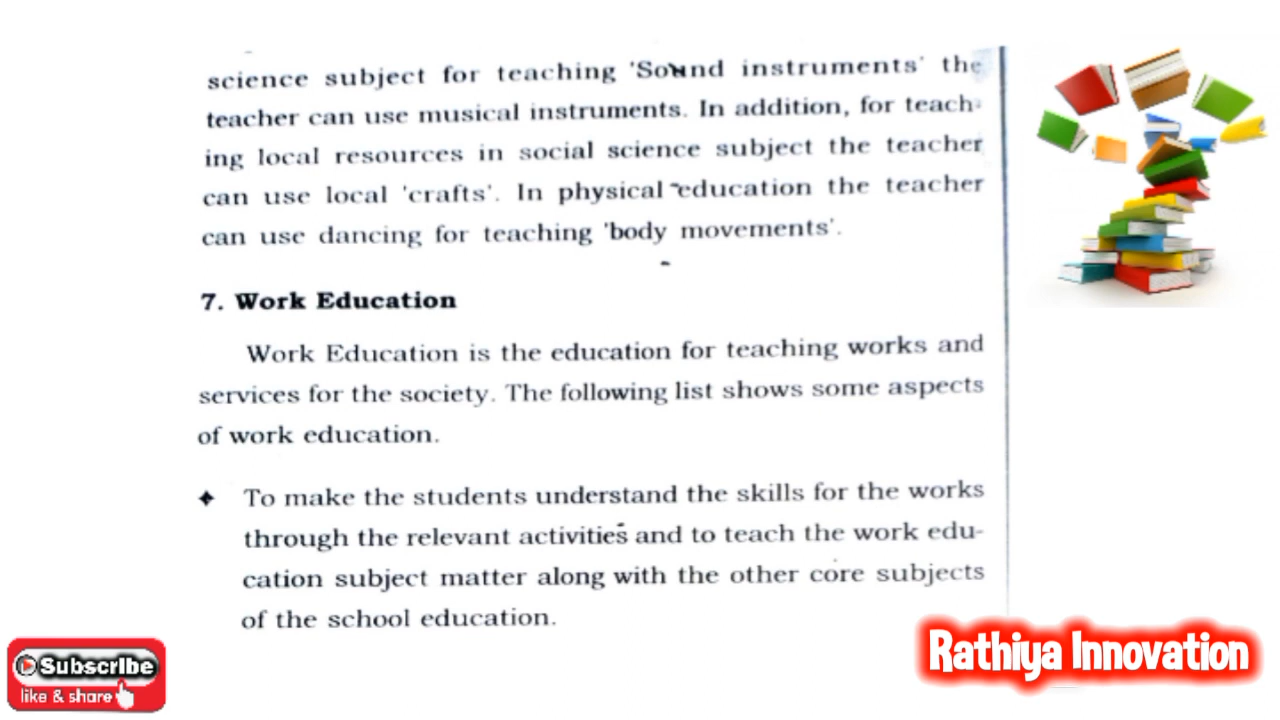 science subject for teaching 'Sound instruments' the
teacher can use musical instruments. In addition, for teach-
ing local resources in social science subject the teacher
can use local 'crafts'. In physical education the teacher
can use dancing for teaching 'body movements'.
7. Work Education
Work Education is the education for teaching works and
services for the society. The following list shows some aspects
of work education.
✦ To make the students understand the skills for the works
through the relevant activities and to teach the work edu-
cation subject matter along with the other core subjects
of the school education.
Subscribe
like & share
Rathiya Innovation